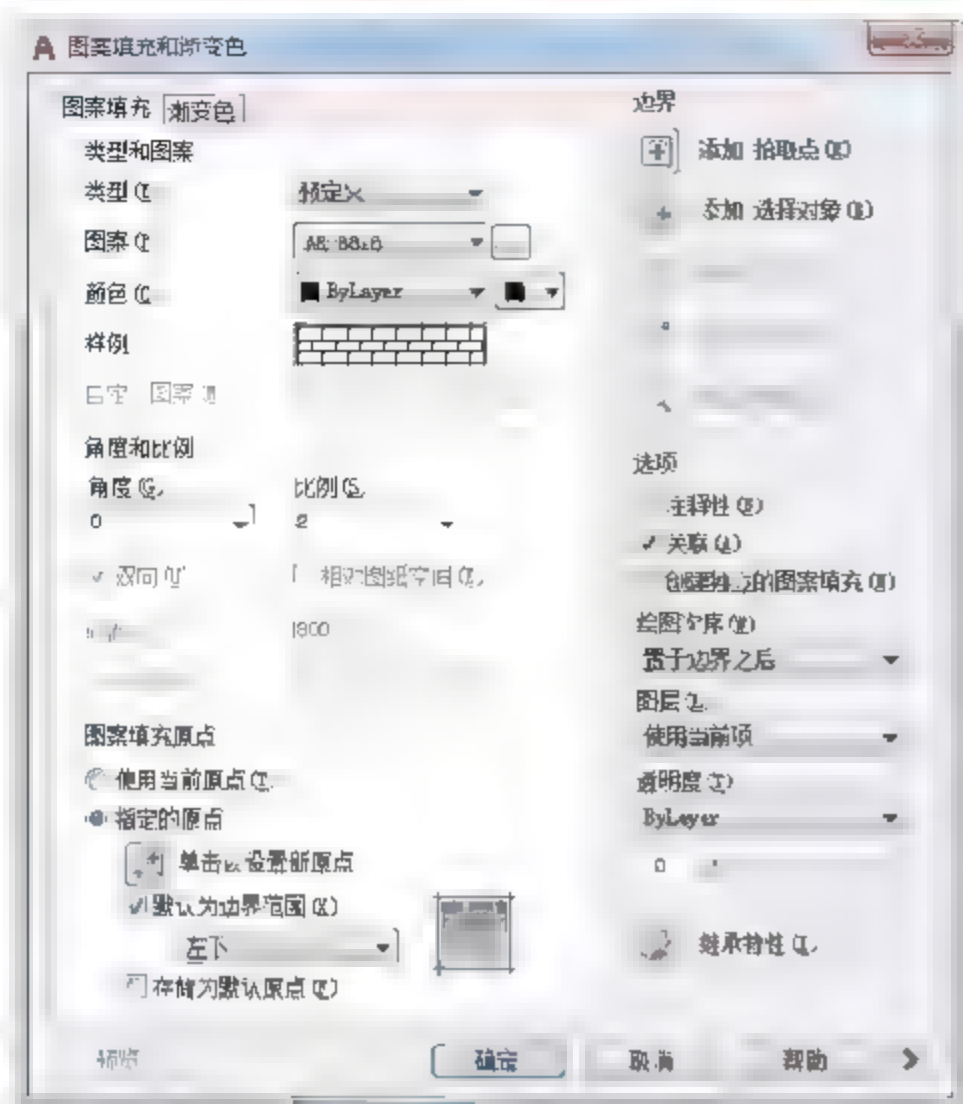 图案填充和渐变色
图案填充 渐变色
类型和图案
类型(Y)
预定义
图案(P)
颜色(C)
ByLayer
样例
图案
角度和比例
角度(G)
比例(S)
0
2
双向(U)
相对图纸空间(E)
1800
图案填充原点
使用当前原点(T)
指定的原点
单击以设置新原点
默认为边界范围(X)
左下
存储为默认原点(F)
预览
确定
取消
帮助
边界
添加 拾取点(K)
添加 选择对象(B)
选项
注释性(N)
关联(A)
创建独立的图案填充(H)
绘图次序(W)
置于边界之后
图层(L)
使用当前项
透明度(T)
ByLayer
0
继承特性(I)